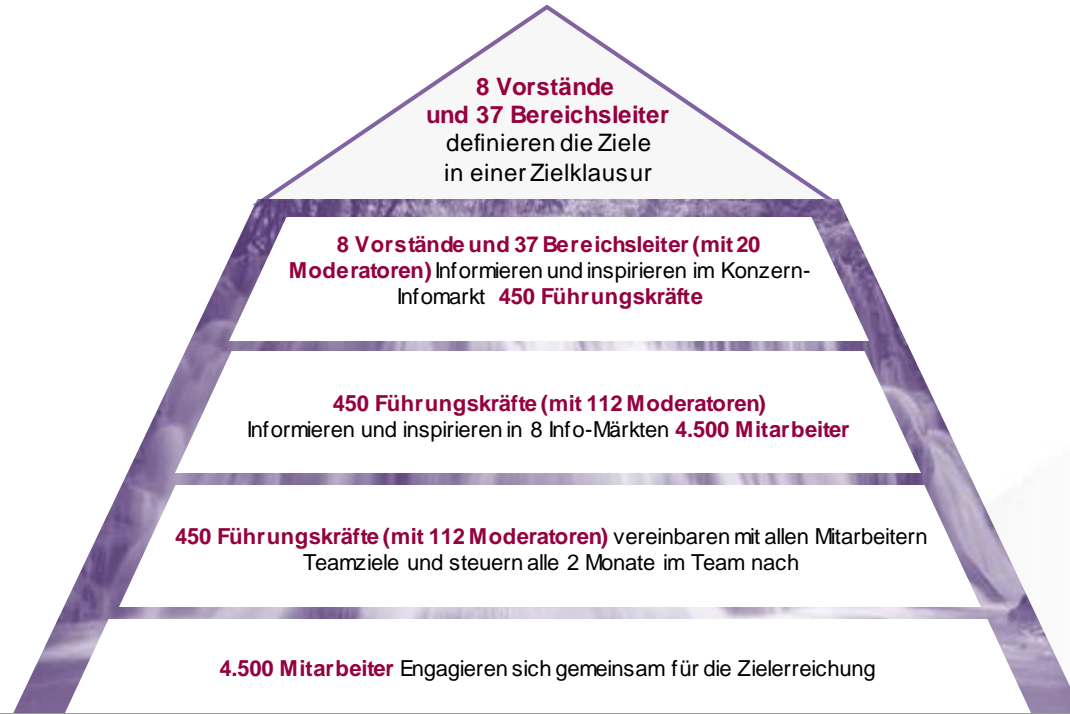 8 Vorstände
und 37 Bereichsleiter
definieren die Ziele
in einer Zielklausur
8 Vorstände und 37 Bereichsleiter (mit 20
Moderatoren) Informieren und inspirieren im Konzern-
Infomarkt 450 Führungskräfte
450 Führungskräfte (mit 112 Moderatoren)
Informieren und inspirieren in 8 Info-Märkten 4.500 Mitarbeiter
450 Führungskräfte (mit 112 Moderatoren) vereinbaren mit allen Mitarbeitern
Teamziele und steuern alle 2 Monate im Team nach
4.500 Mitarbeiter Engagieren sich gemeinsam für die Zielerreichung